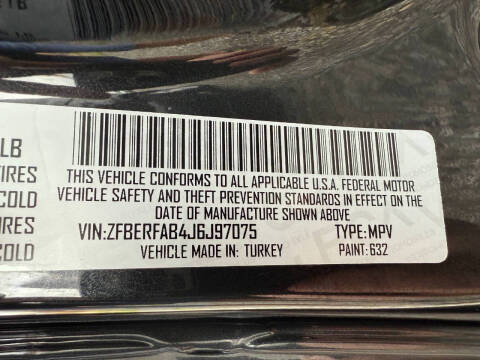 LB
IRES
COLD
IRES
COLD
THIS VEHICLE CONFORMS TO ALL APPLICABLE U.S.A. FEDERAL MOTOR
VEHICLE SAFETY AND THEFT PREVENTION STANDARDS IN EFFECT ON THE
DATE OF MANUFACTURE SHOWN ABOVE
VIN:ZFBERFAB4J6J97075 TYPE:MPV
VEHICLE MADE IN: TURKEY PAINT:632